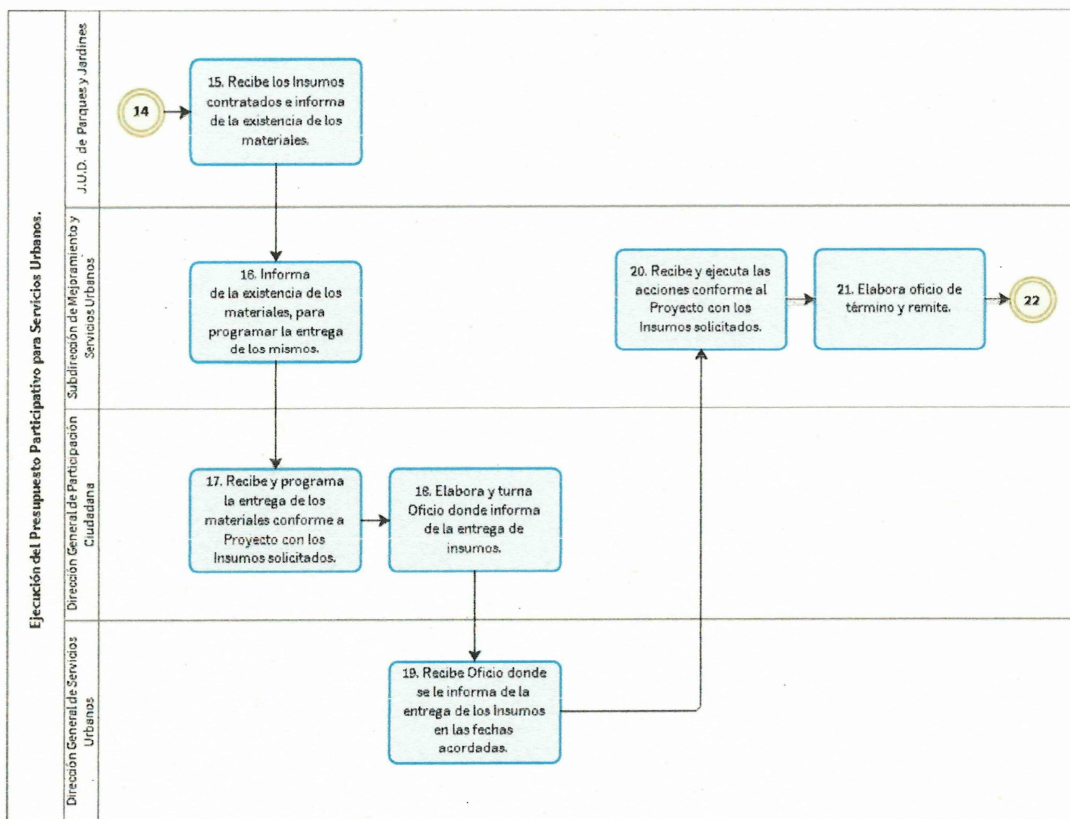 Ejecución del Presupuesto Participativo para Servicios Urbanos.
J.U.D. de Parques y Jardines
14
15. Recibe los Insumos
contratados e informa
de la existencia de los
materiales.
Subdirección de Mejoramiento y
Servicios Urbanos
16. Informa
de la existencia de los
materiales, para
programar la entrega
de los mismos.
20. Recibe y ejecuta las
acciones conforme al
Proyecto con los
Insumos solicitados.
21. Elabora oficio de
término y remite.
22
Dirección General de Participación
Ciudadana
17. Recibe y programa
la entrega de los
materiales conforme a
Proyecto con los
Insumos solicitados.
18. Elabora y turna
Oficio donde informa
de la entrega de
insumos.
Dirección General de Servicios
Urbanos
19. Recibe Oficio donde
se le informa de la
entrega de los Insumos
en las fechas
acordadas.